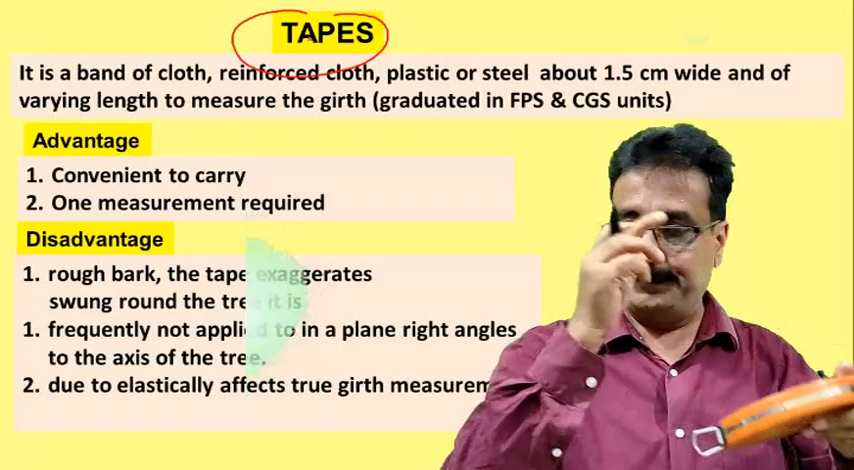 TAPES
It is a band of cloth, reinforced cloth, plastic or steel about 1.5 cm wide and of
varying length to measure the girth (graduated in FPS & CGS units)
Advantage
1. Convenient to carry
2. One measurement required
Disadvantage
1. rough bark, the tape exaggerates
swung round the tree it is
1. frequently not applied to in a plane right angles
to the axis of the tree.
2. due to elastically affects true girth